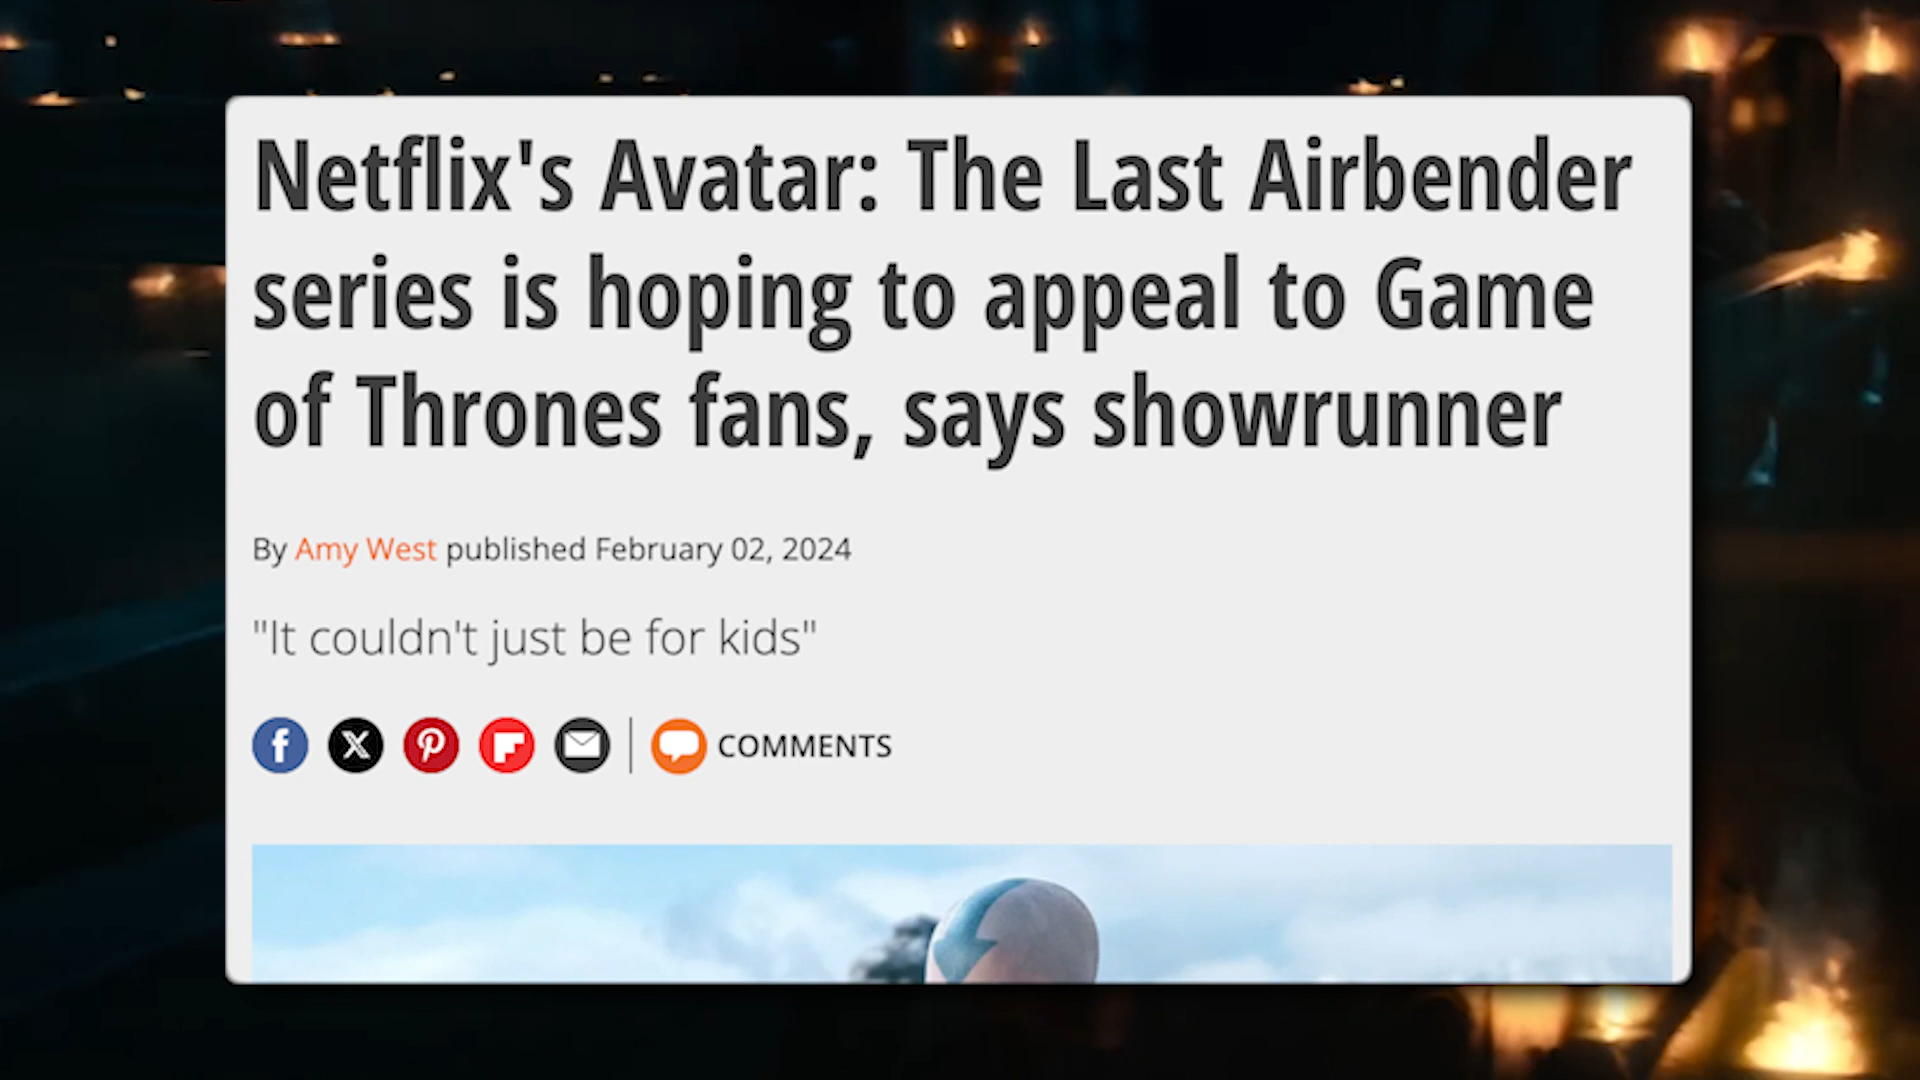 Netflix's Avatar: The Last Airbender
series is hoping to appeal to Game
of Thrones fans, says showrunner
By Amy West published February 02, 2024
"It couldn't just be for kids"
COMMENTS